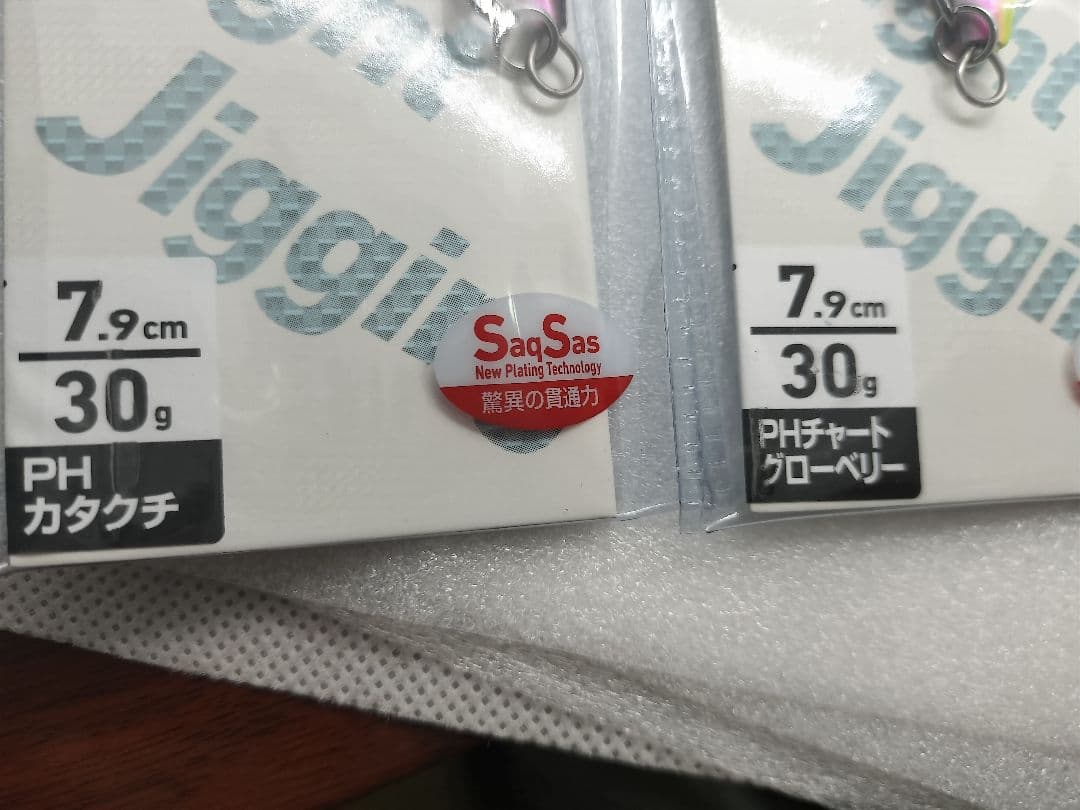 Jiggin
7.9cm
30g
PH
カタクチ
SaqSas
New Plating Technology
驚異の貫通力
Jiggi
7.9cm
30g
PHチャート
グローベリー